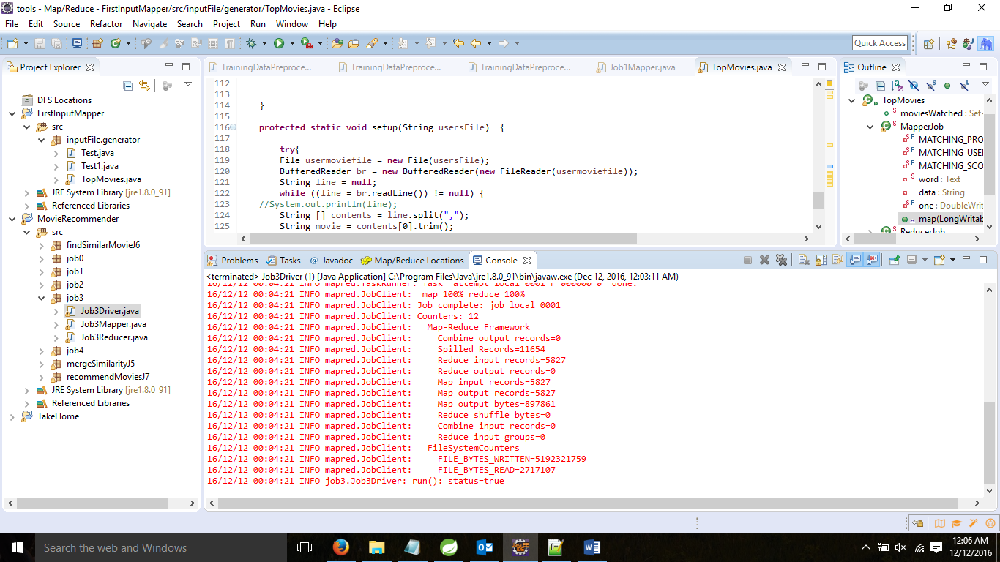 tools - Map/Reduce - FirstInputMapper/src/inputFile/generator/TopMovies.java - Eclipse
File Edit Source Refactor Navigate Search Project Run Window Help
Quick Access
Project Explorer
DFS Locations
FirstInputMapper
src
inputFile.generator
Test.java
Test1.java
TopMovies.java
JRE System Library [jre1.8.0_91]
Referenced Libraries
MovieRecommender
src
findSimilarMovieJ6
job0
job1
job2
job3
Job3Driver.java
Job3Mapper.java
Job3Reducer.java
job4
mergeSimilarityJ5
recommendMoviesJ7
JRE System Library [jre1.8.0_91]
Referenced Libraries
TakeHome
TrainingDataPreproce... TrainingDataPreproce... TrainingDataPreproce... Job1Mapper.java TopMovies.java
112
113
114 }
115
116 protected static void setup(String usersFile) {
117
118 try{
119 File usermoviefile = new File(usersFile);
120 BufferedReader br = new BufferedReader(new FileReader(usermoviefile));
121 String line = null;
122 while ((line = br.readLine()) != null) {
123 //System.out.println(line);
124 String [] contents = line.split(",");
125 String movie = contents[0].trim();
Outline
TopMovies
moviesWatched : Set
MapperJob
MATCHING_PRO
MATCHING_USE
MATCHING_SCO
word : Text
data : String
one : DoubleWrit
map(LongWritab
ReducerJob
Problems @ Javadoc Map/Reduce Locations Console
Tasks
<terminated> Job3Driver (1) [Java Application] C:\Program Files\Java\jre1.8.0_91\bin\javaw.exe (Dec 12, 2016, 12:03:11 AM)
16/12/12 00:04:21 INFO mapred.TaskRunner: Task 'attempt_local_0001_r_000000_0' done.
16/12/12 00:04:21 INFO mapred.JobClient: map 100% reduce 100%
16/12/12 00:04:21 INFO mapred.JobClient: Job complete: job_local_0001
16/12/12 00:04:21 INFO mapred.JobClient: Counters: 12
16/12/12 00:04:21 INFO mapred.JobClient: Map-Reduce Framework
16/12/12 00:04:21 INFO mapred.JobClient: Combine output records=0
16/12/12 00:04:21 INFO mapred.JobClient: Spilled Records=11654
16/12/12 00:04:21 INFO mapred.JobClient: Reduce input records=5827
16/12/12 00:04:21 INFO mapred.JobClient: Reduce output records=0
16/12/12 00:04:21 INFO mapred.JobClient: Map input records=5827
16/12/12 00:04:21 INFO mapred.JobClient: Map output records=5827
16/12/12 00:04:21 INFO mapred.JobClient: Map output bytes=897861
16/12/12 00:04:21 INFO mapred.JobClient: Reduce shuffle bytes=0
16/12/12 00:04:21 INFO mapred.JobClient: Combine input records=0
16/12/12 00:04:21 INFO mapred.JobClient: Reduce input groups=0
16/12/12 00:04:21 INFO mapred.JobClient: FileSystemCounters
16/12/12 00:04:21 INFO mapred.JobClient: FILE_BYTES_WRITTEN=5192321759
16/12/12 00:04:21 INFO mapred.JobClient: FILE_BYTES_READ=2717107
16/12/12 00:04:21 INFO job3.Job3Driver: run(): status=true
Search the web and Windows
12:06 AM
12/12/2016